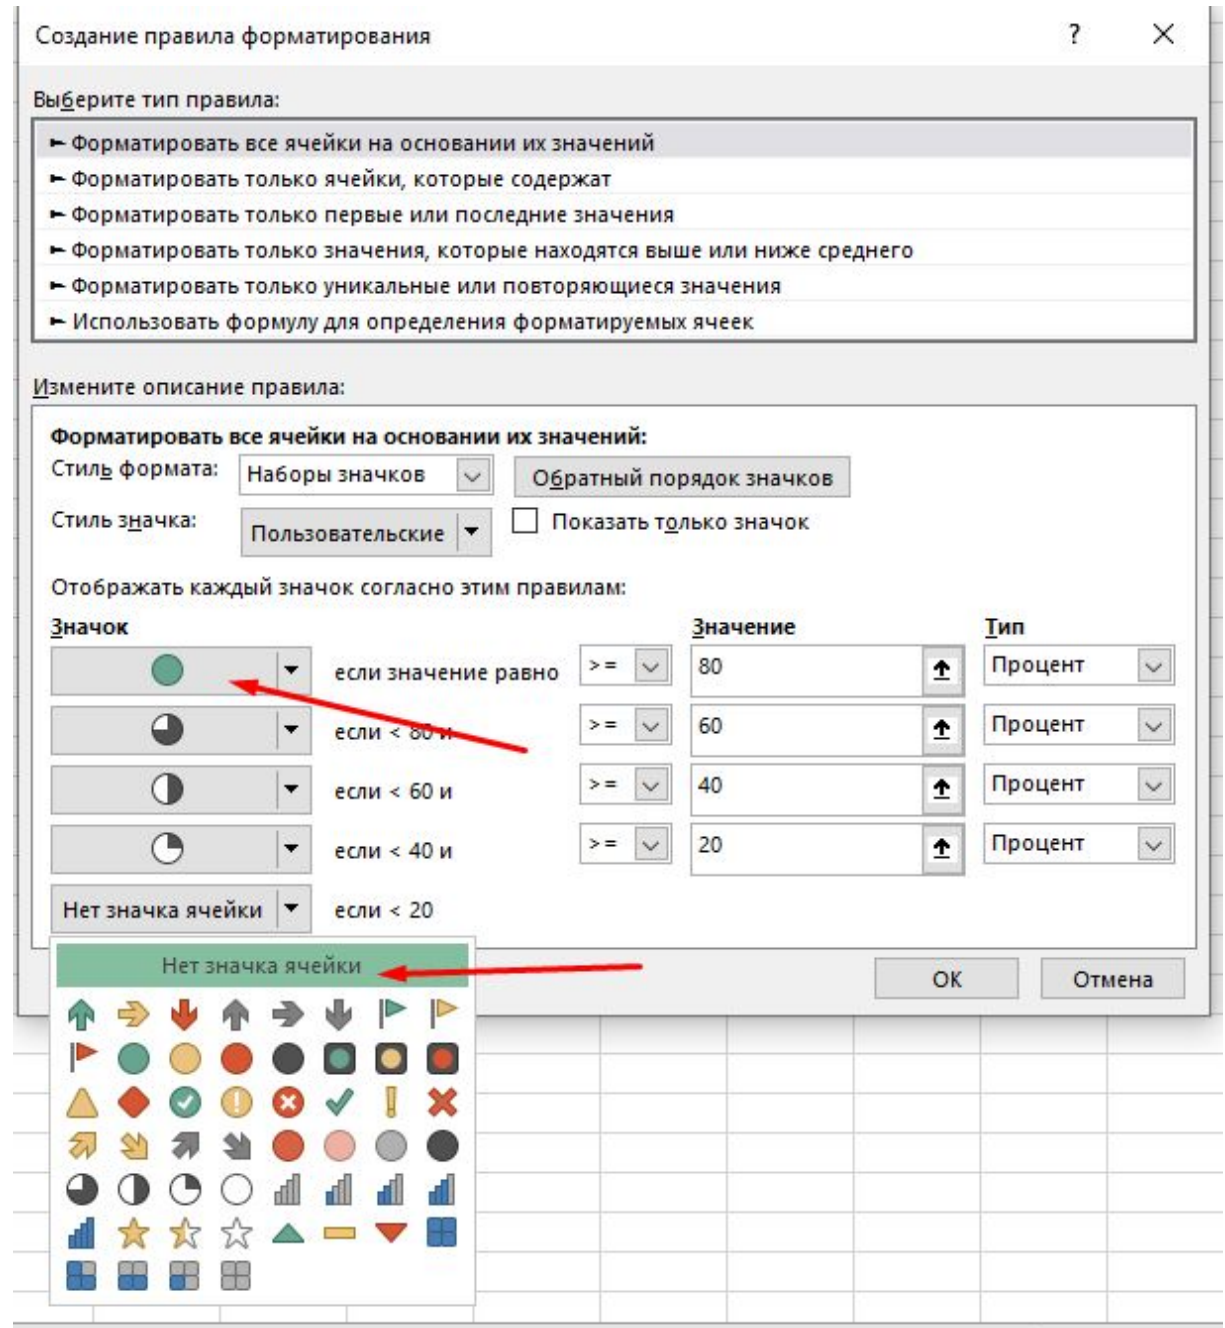 Создание правила форматирования ?
Выберите тип правила:
Форматировать все ячейки на основании их значений
Форматировать только ячейки, которые содержат
Форматировать только первые или последние значения
Форматировать только значения, которые находятся выше или ниже среднего
Форматировать только уникальные или повторяющиеся значения
Использовать формулу для определения форматируемых ячеек
Измените описание правила:
Форматировать все ячейки на основании их значений:
Стиль формата: Наборы значков Обратный порядок значков
Стиль значка: Пользовательские Показать только значок
Отображать каждый значок согласно этим правилам:
Значок Значение Тип
если значение равно >= 80 Процент
если < 80 и >= 60 Процент
если < 60 и >= 40 Процент
если < 40 и >= 20 Процент
Нет значка ячейки если < 20
Нет значка ячейки
ОК Отмена